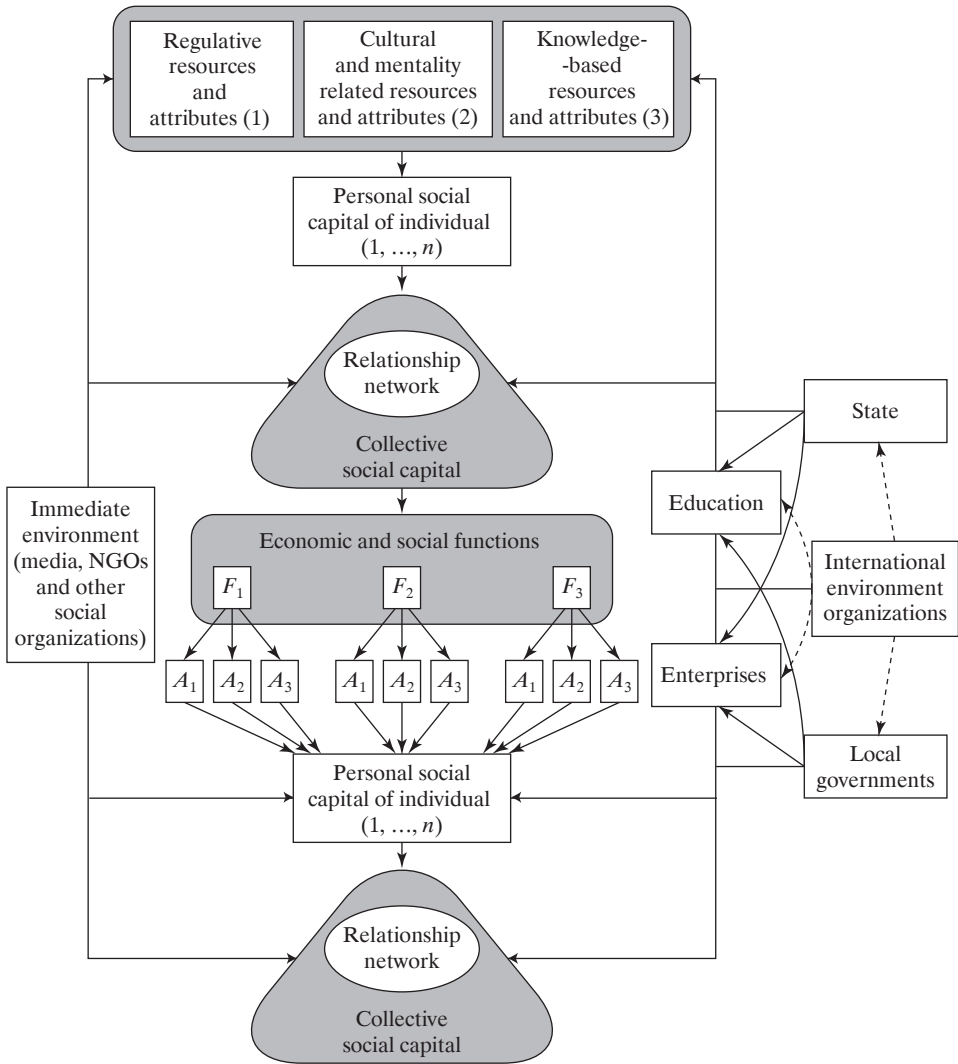 Regulative
resources
and
attributes (1)
Cultural
and mentality
related resources
and attributes (2)
Knowledge-
-based
resources
and attributes (3)
Personal social
capital of individual
(1, …, n)
Relationship
network
Collective
social capital
State
Education
Immediate
environment
(media, NGOs
and other
social
organizations)
Economic and social functions
F1
F2
F3
International
environment
organizations
A1
A2
A3
A1
A2
A3
A1
A2
A3
Enterprises
Local
governments
Personal social
capital of individual
(1, …, n)
Relationship
network
Collective
social capital